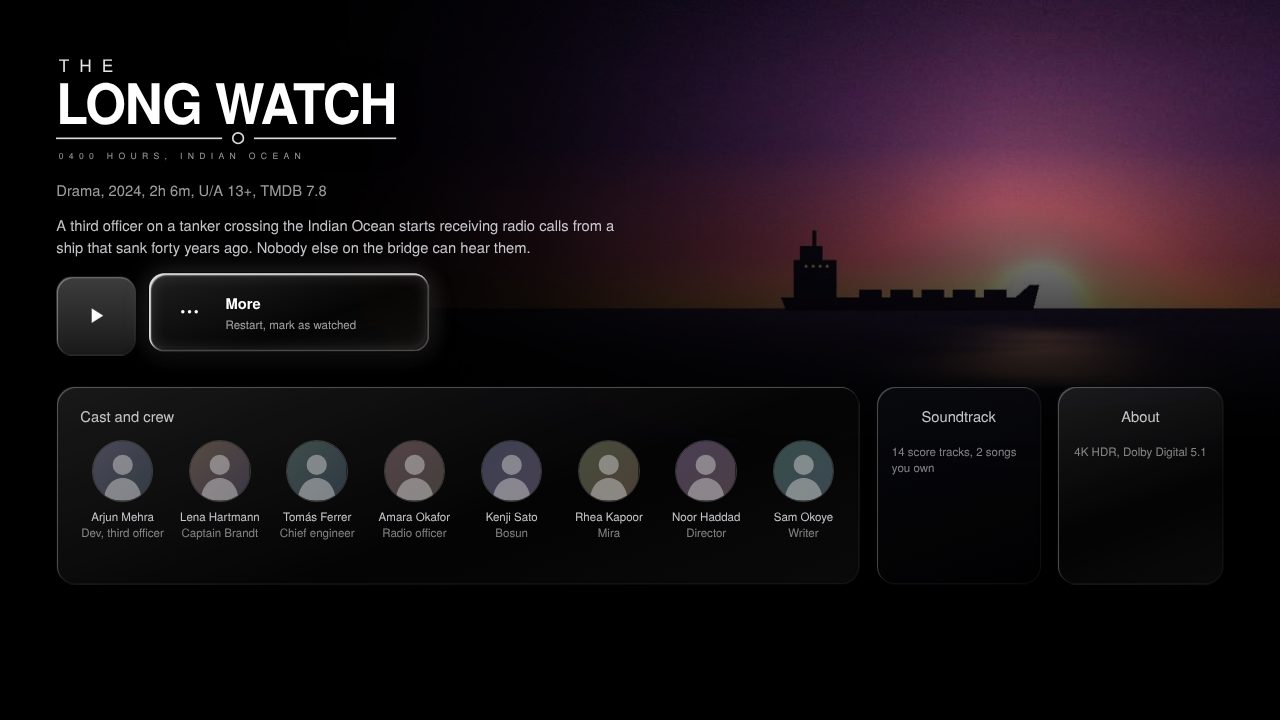 THE
LONG WATCH
0400 HOURS, INDIAN OCEAN
Drama, 2024, 2h 6m, U/A 13+, TMDB 7.8
A third officer on a tanker crossing the Indian Ocean starts receiving radio calls from a
ship that sank forty years ago. Nobody else on the bridge can hear them.
More
Restart, mark as watched
Cast and crew
Arjun Mehra
Dev, third officer
Lena Hartmann
Captain Brandt
Tomás Ferrer
Chief engineer
Amara Okafor
Radio officer
Kenji Sato
Bosun
Rhea Kapoor
Mira
Noor Haddad
Director
Sam Okoye
Writer
Soundtrack
14 score tracks, 2 songs
you own
About
4K HDR, Dolby Digital 5.1